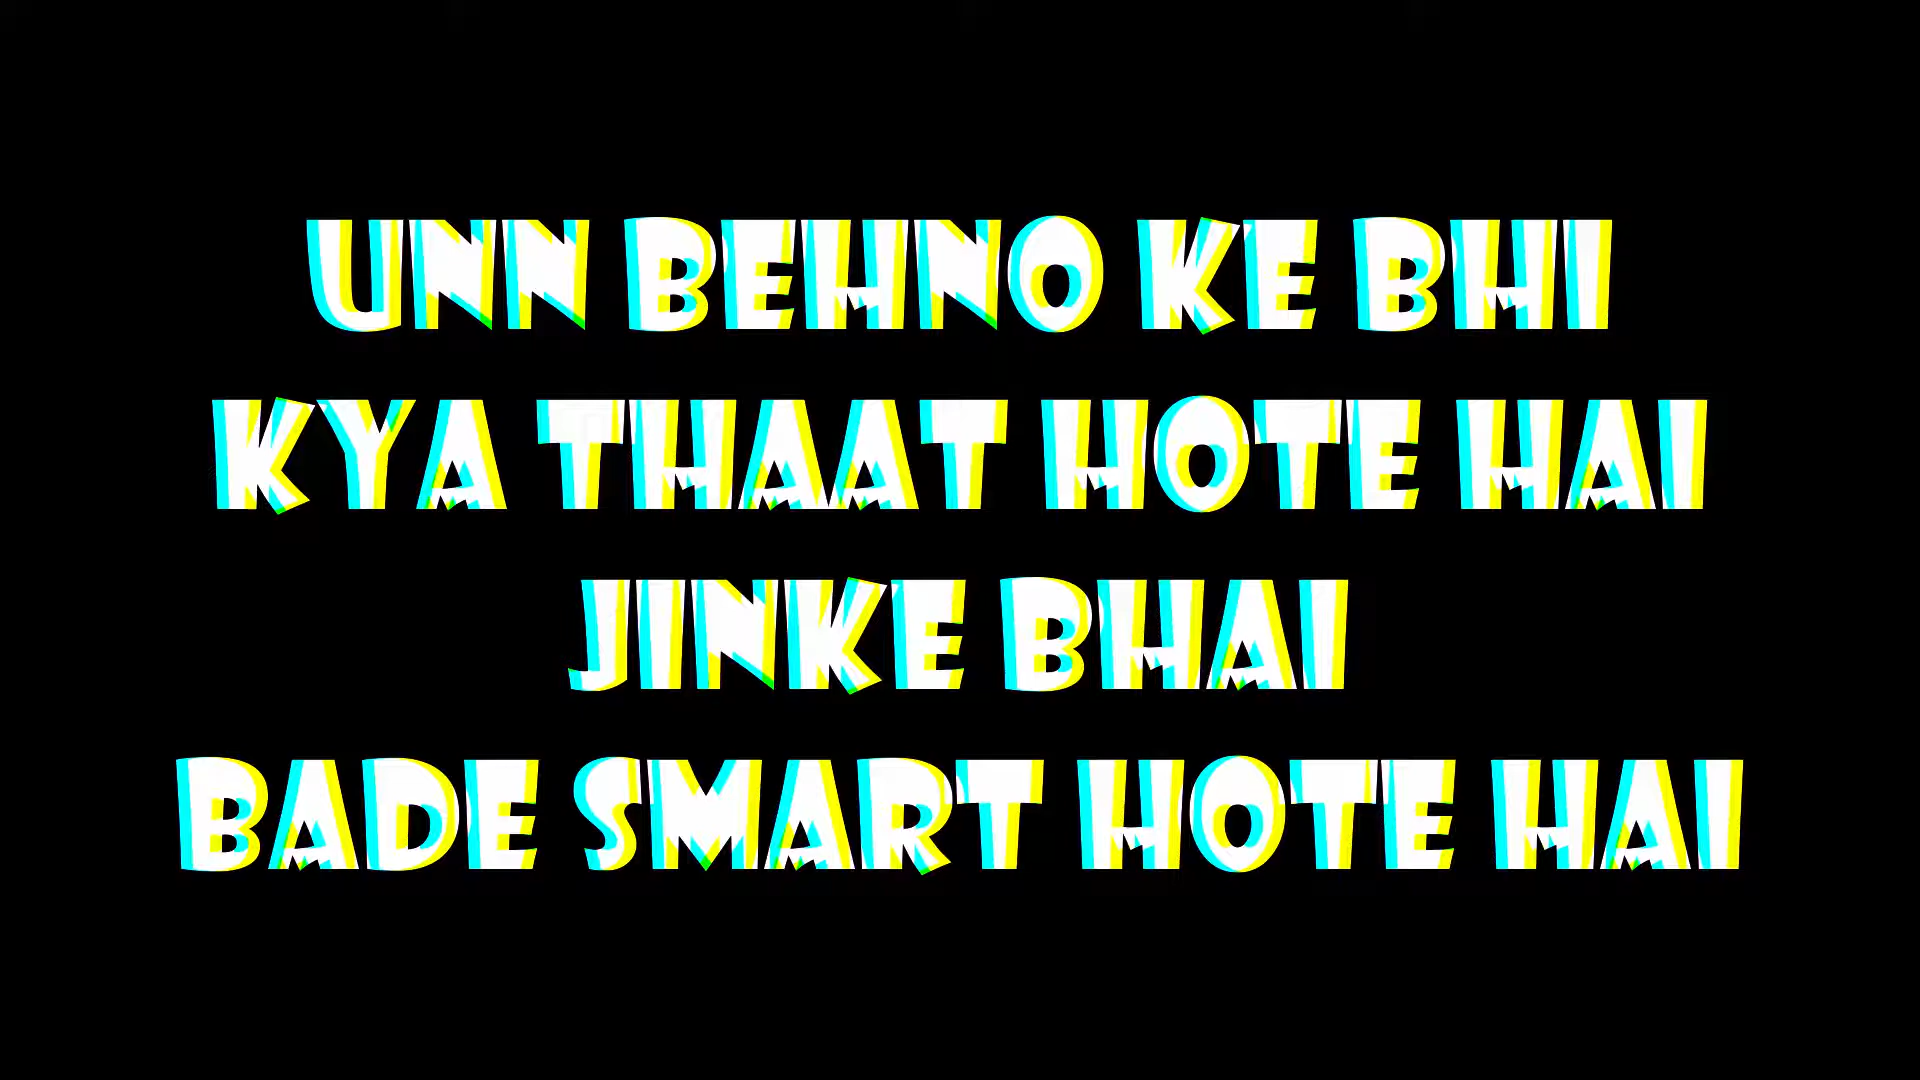 UNN BEHNO KE BHI
KYA THAAT HOTE HAI
JINKE BHAI
BADE SMART HOTE HAI